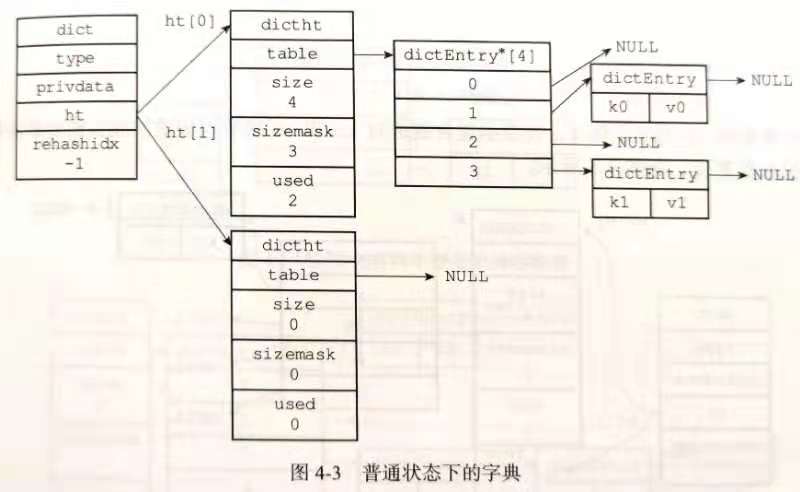 dict
type
privdata
ht
rehashidx
-1
ht[0]
ht[1]
dictht
table
size
4
sizemask
3
used
2
dictht
table
size
0
sizemask
0
used
0
NULL
dictEntry*[4]
0
1
2
3
NULL
dictEntry
k0 v0
NULL
NULL
dictEntry
k1 v1
NULL
图 4-3 普通状态下的字典